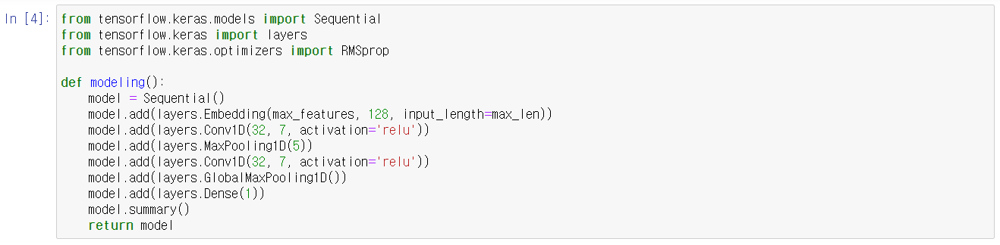 In [4]:
from tensorflow.keras.models import Sequential
from tensorflow.keras import layers
from tensorflow.keras.optimizers import RMSprop
def modeling():
    model = Sequential()
    model.add(layers.Embedding(max_features, 128, input_length=max_len))
    model.add(layers.Conv1D(32, 7, activation='relu'))
    model.add(layers.MaxPooling1D(5))
    model.add(layers.Conv1D(32, 7, activation='relu'))
    model.add(layers.GlobalMaxPooling1D())
    model.add(layers.Dense(1))
    model.summary()
    return model